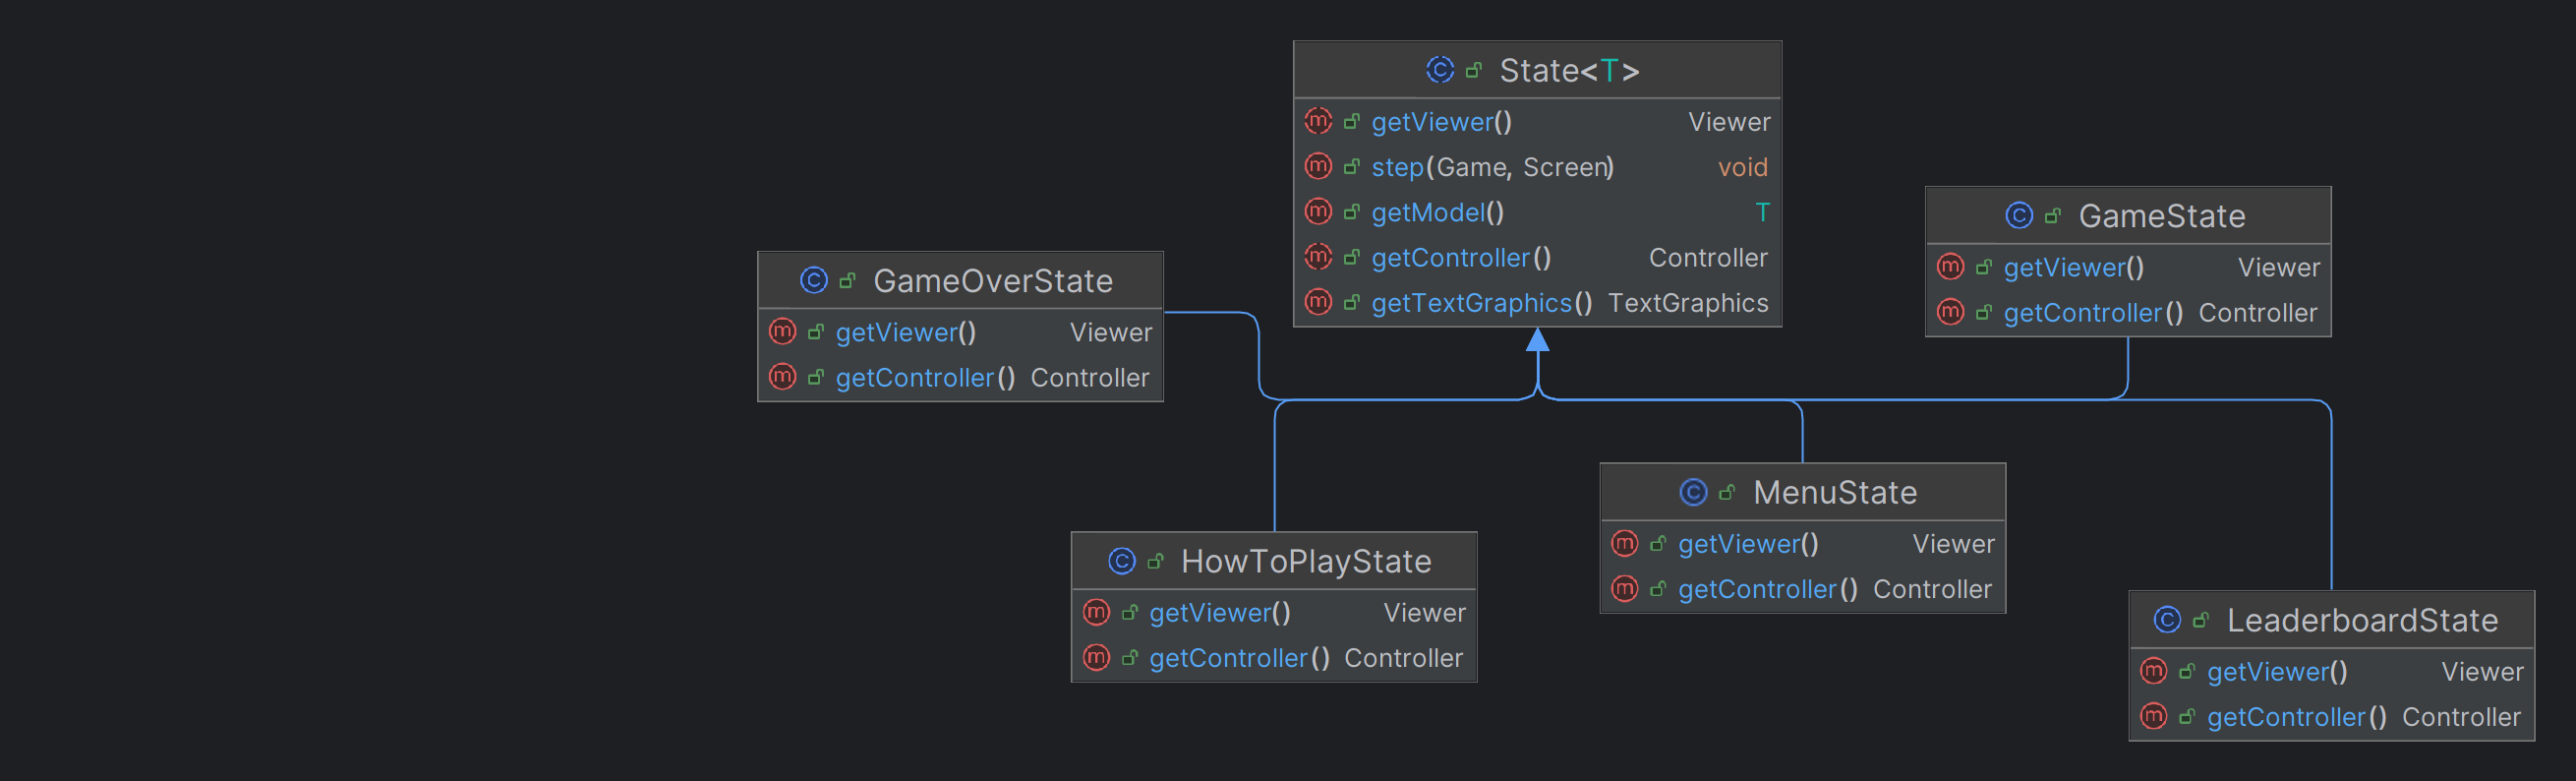 State<T>
getViewer() Viewer
step(Game, Screen) void
getModel() T
getController() Controller
getTextGraphics() TextGraphics
GameState
getViewer() Viewer
getController() Controller
GameOverState
getViewer() Viewer
getController() Controller
MenuState
getViewer() Viewer
getController() Controller
HowToPlayState
getViewer() Viewer
getController() Controller
LeaderboardState
getViewer() Viewer
getController() Controller